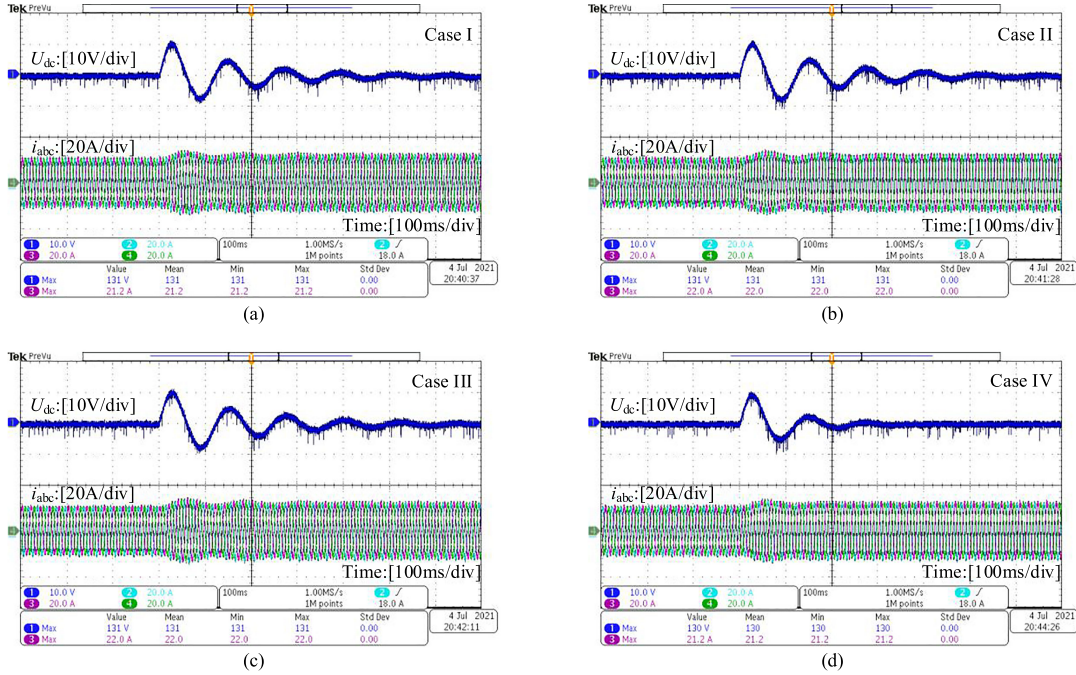 Tek PreVu
Case I
Udc:[10V/div]
iabc:[20A/div]
Time:[100ms/div]
1 10.0 V 2 20.0 A 100ms 1.00MS/s 2
3 20.0 A 4 20.0 A 1M points 18.0 A
Value Mean Min Max Std Dev
1 Max 131 V 131 131 131 0.00
3 Max 21.2 A 21.2 21.2 21.2 0.00
4 Jul 2021
20:40:37
(a)
Tek PreVu
Case II
Udc:[10V/div]
iabc:[20A/div]
Time:[100ms/div]
1 10.0 V 2 20.0 A 100ms 1.00MS/s 2
3 20.0 A 4 20.0 A 1M points 18.0 A
Value Mean Min Max Std Dev
1 Max 131 V 131 131 131 0.00
3 Max 22.0 A 22.0 22.0 22.0 0.00
4 Jul 2021
20:41:28
(b)
Tek PreVu
Case III
Udc:[10V/div]
iabc:[20A/div]
Time:[100ms/div]
1 10.0 V 2 20.0 A 100ms 1.00MS/s 2
3 20.0 A 4 20.0 A 1M points 18.0 A
Value Mean Min Max Std Dev
1 Max 131 V 131 131 131 0.00
3 Max 22.0 A 22.0 22.0 22.0 0.00
4 Jul 2021
20:42:11
(c)
Tek PreVu
Case IV
Udc:[10V/div]
iabc:[20A/div]
Time:[100ms/div]
1 10.0 V 2 20.0 A 100ms 1.00MS/s 2
3 20.0 A 4 20.0 A 1M points 18.0 A
Value Mean Min Max Std Dev
1 Max 130 V 130 130 130 0.00
3 Max 21.2 A 21.2 21.2 21.2 0.00
4 Jul 2021
20:44:26
(d)